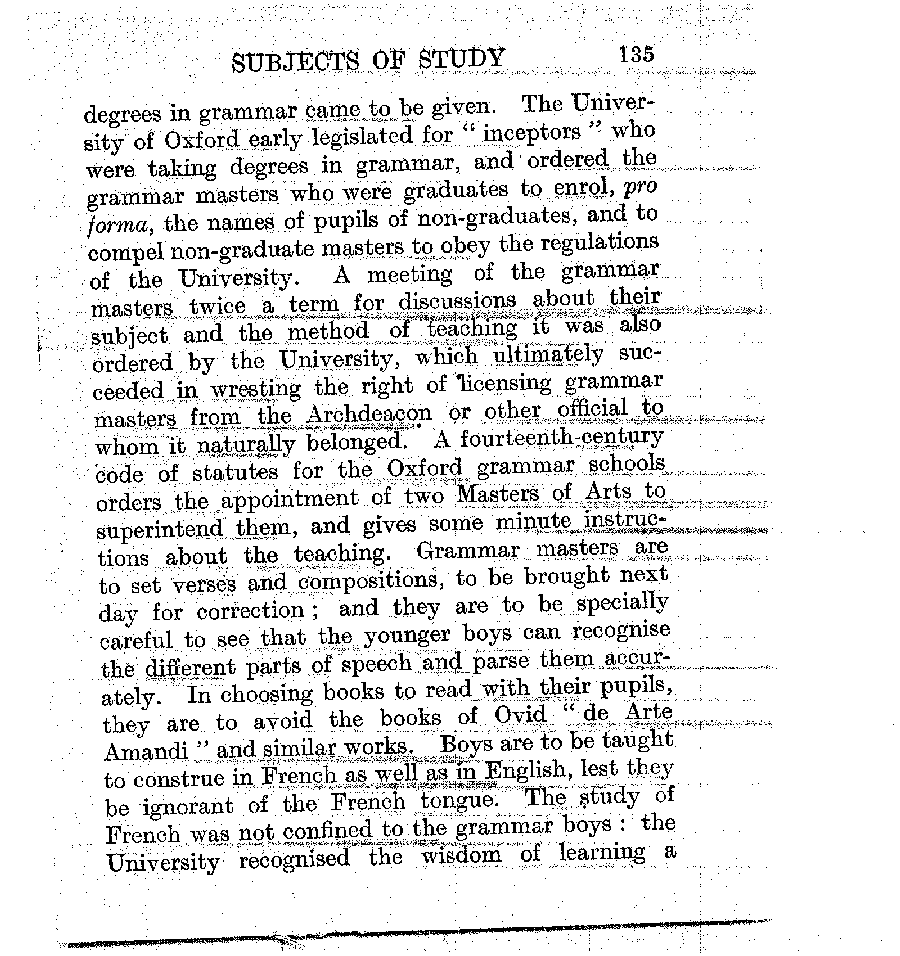 SUBJECTS OF STUDY 135
degrees in grammar came to be given. The Univer-
sity of Oxford early legislated for “ inceptors ” who
were taking degrees in grammar, and ordered the
grammar masters who were graduates to enrol, pro
forma, the names of pupils of non-graduates, and to
compel non-graduate masters to obey the regulations
of the University. A meeting of the grammar
masters twice a term for discussions about their
subject and the method of teaching it was also
ordered by the University, which ultimately suc-
ceeded in wresting the right of licensing grammar
masters from the Archdeacon or other official to
whom it naturally belonged. A fourteenth-century
code of statutes for the Oxford grammar schools
orders the appointment of two Masters of Arts to
superintend them, and gives some minute instruc-
tions about the teaching. Grammar masters are
to set verses and compositions, to be brought next
day for correction ; and they are to be specially
careful to see that the younger boys can recognise
the different parts of speech and parse them accur-
ately. In choosing books to read with their pupils,
they are to avoid the books of Ovid “ de Arte
Amandi ” and similar works. Boys are to be taught
to construe in French as well as in English, lest they
be ignorant of the French tongue. The study of
French was not confined to the grammar boys : the
University recognised the wisdom of learning a